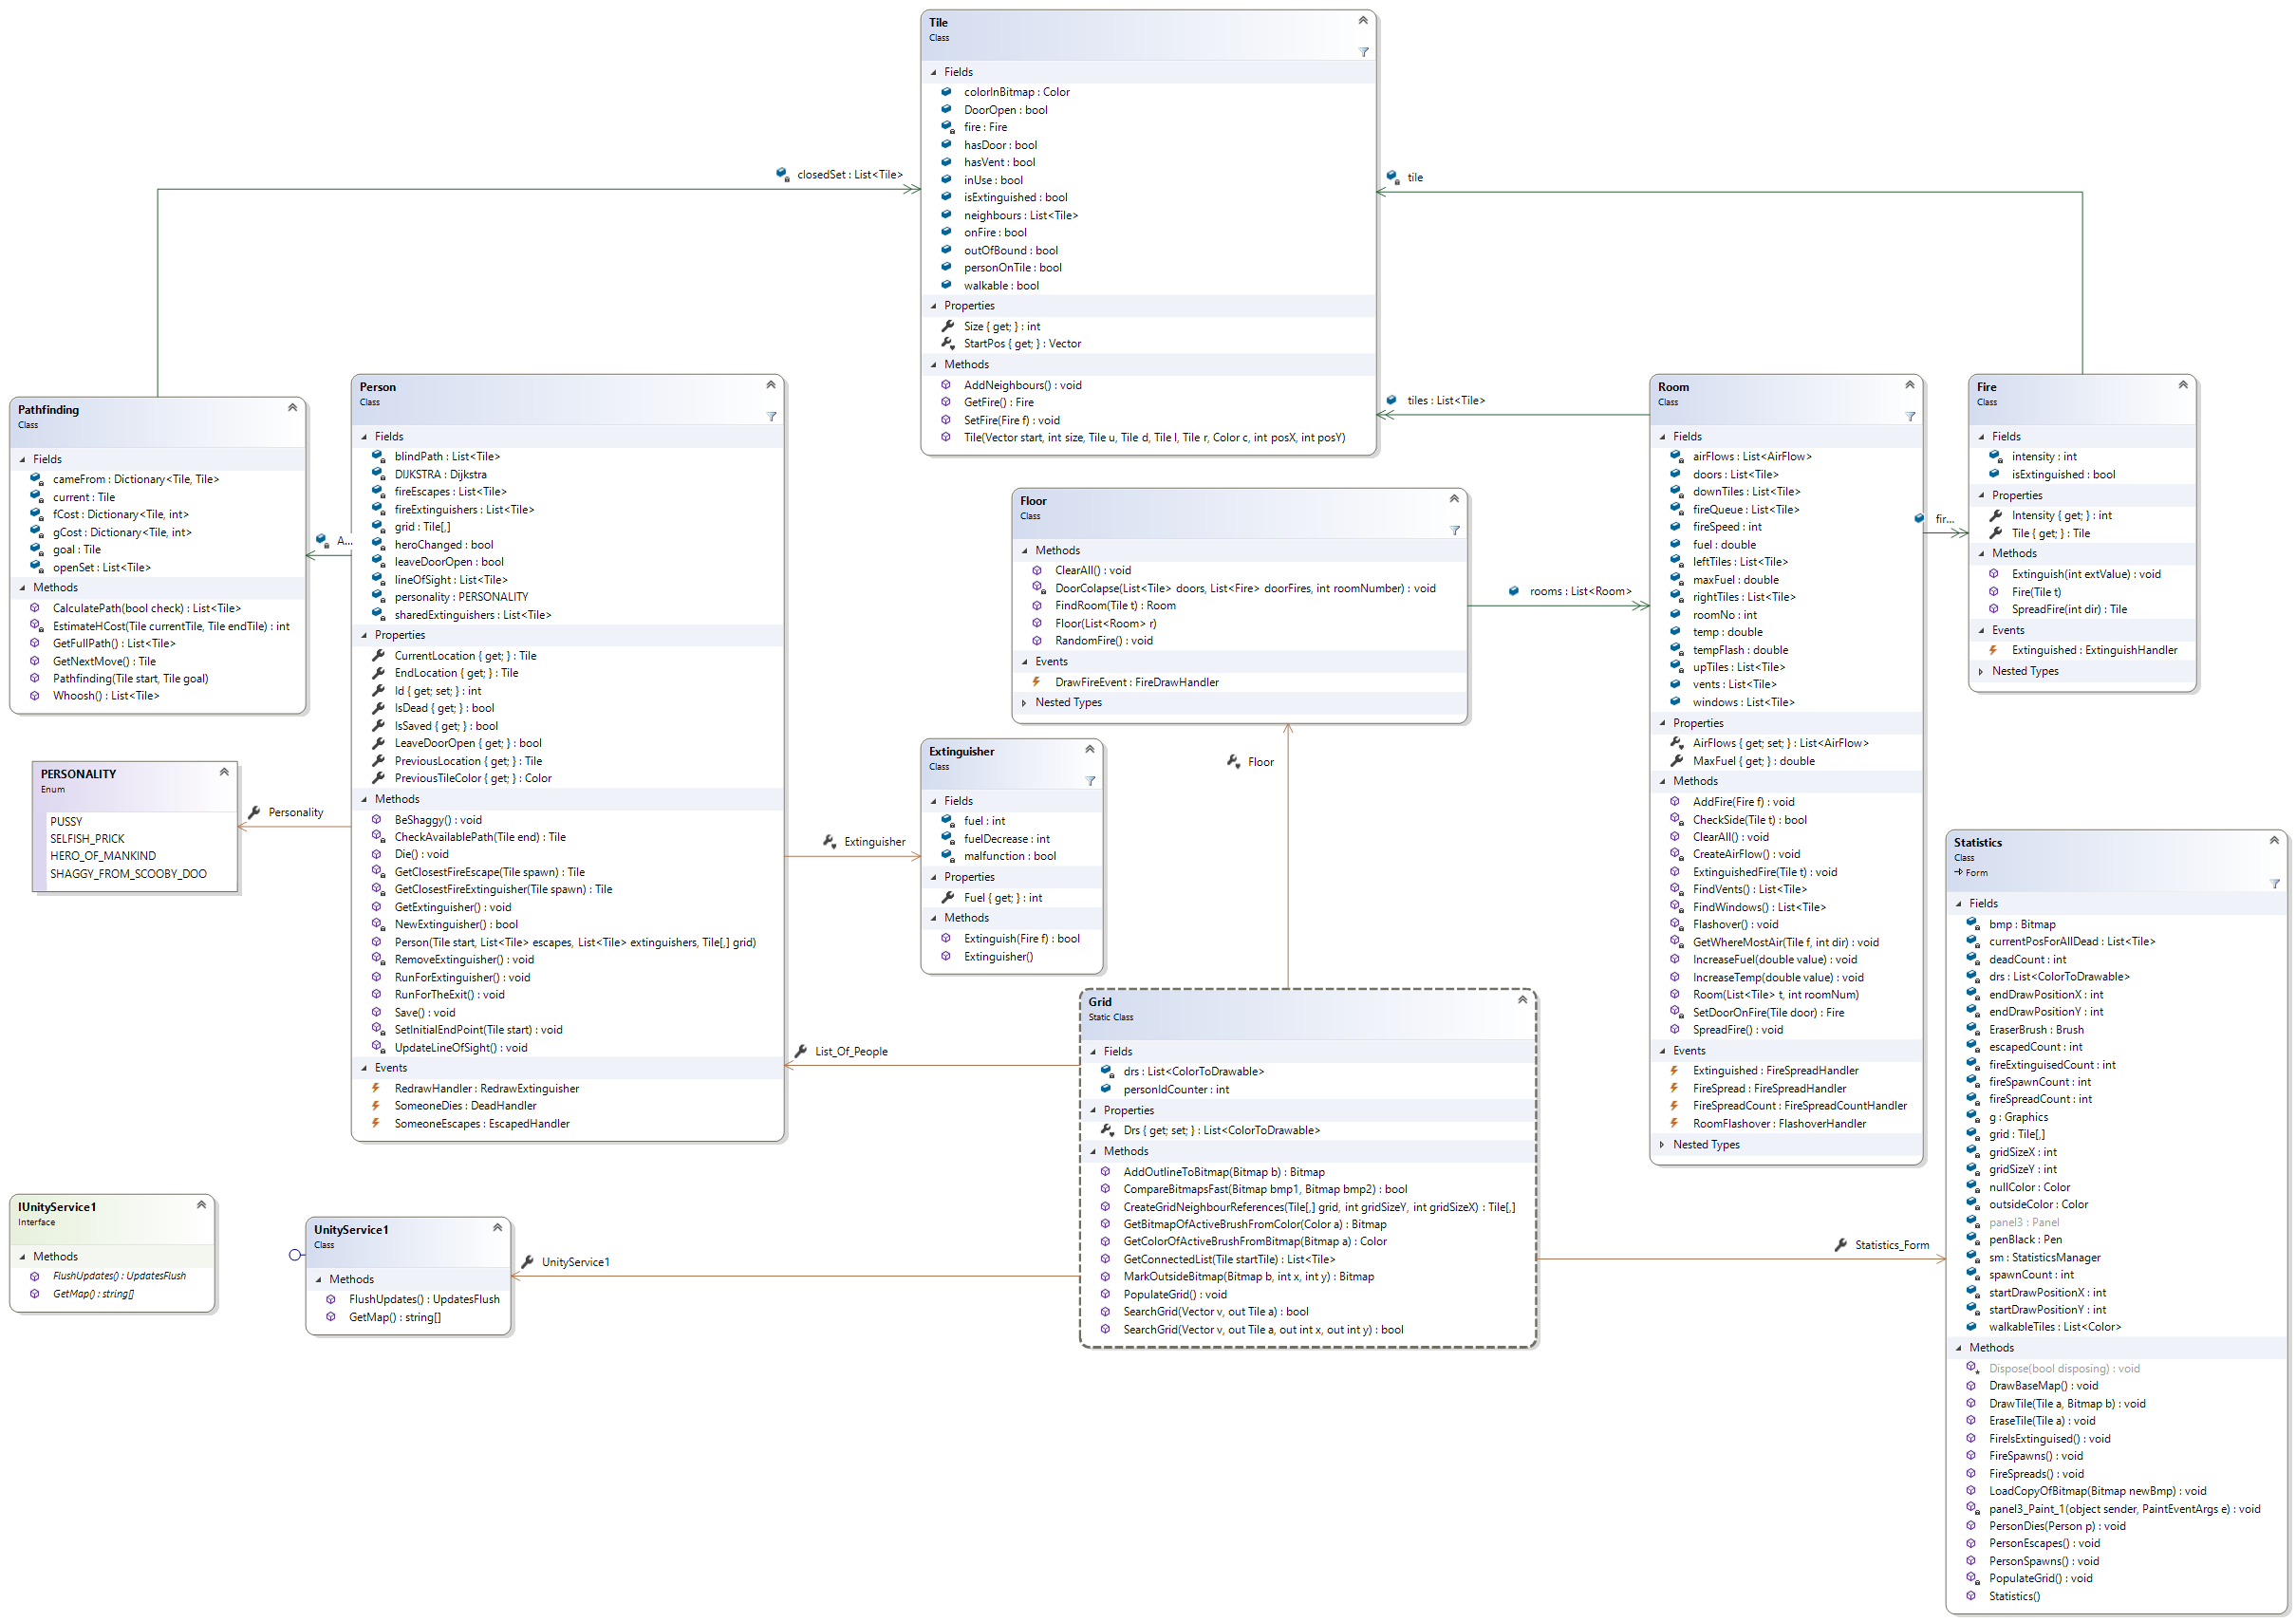 Tile
Class
Fields
colorInBitmap : Color
DoorOpen : bool
fire : Fire
hasDoor : bool
hasVent : bool
inUse : bool
isExtinguished : bool
neighbours : List<Tile>
onFire : bool
outOfBound : bool
personOnTile : bool
walkable : bool
Properties
Size { get; } : int
StartPos { get; } : Vector
Methods
AddNeighbours() : void
GetFire() : Fire
SetFire(Fire f) : void
Tile(Vector start, int size, Tile u, Tile d, Tile l, Tile r, Color c, int posX, int posY)
closedSet : List<Tile>
tile
tiles : List<Tile>
Pathfinding
Class
Fields
cameFrom : Dictionary<Tile, Tile>
current : Tile
fCost : Dictionary<Tile, int>
gCost : Dictionary<Tile, int>
goal : Tile
openSet : List<Tile>
Methods
CalculatePath(bool check) : List<Tile>
EstimateHCost(Tile currentTile, Tile endTile) : int
GetFullPath() : List<Tile>
GetNextMove() : Tile
Pathfinding(Tile start, Tile goal)
Whoosh() : List<Tile>
A...
Person
Class
Fields
blindPath : List<Tile>
DIJKSTRA : Dijkstra
fireEscapes : List<Tile>
fireExtinguishers : List<Tile>
grid : Tile[,]
heroChanged : bool
leaveDoorOpen : bool
lineOfSight : List<Tile>
personality : PERSONALITY
sharedExtinguishers : List<Tile>
Properties
CurrentLocation { get; } : Tile
EndLocation { get; } : Tile
Id { get; set; } : int
IsDead { get; } : bool
IsSaved { get; } : bool
LeaveDoorOpen { get; } : bool
PreviousLocation { get; } : Tile
PreviousTileColor { get; } : Color
Methods
BeShaggy() : void
CheckAvailablePath(Tile end) : Tile
Die() : void
GetClosestFireEscape(Tile spawn) : Tile
GetClosestFireExtinguisher(Tile spawn) : Tile
GetExtinguisher() : void
NewExtinguisher() : bool
Person(Tile start, List<Tile> escapes, List<Tile> extinguishers, Tile[,] grid)
RemoveExtinguisher() : void
RunForExtinguisher() : void
RunForTheExit() : void
Save() : void
SetInitialEndPoint(Tile start) : void
UpdateLineOfSight() : void
Events
RedrawHandler : RedrawExtinguisher
SomeoneDies : DeadHandler
SomeoneEscapes : EscapedHandler
Floor
Class
Methods
ClearAll() : void
DoorColapse(List<Tile> doors, List<Fire> doorFires, int roomNumber) : void
FindRoom(Tile t) : Room
Floor(List<Room> r)
RandomFire() : void
Events
DrawFireEvent : FireDrawHandler
Nested Types
rooms : List<Room>
Room
Class
Fields
airFlows : List<AirFlow>
doors : List<Tile>
downTiles : List<Tile>
fireQueue : List<Tile>
fireSpeed : int
fuel : double
leftTiles : List<Tile>
maxFuel : double
rightTiles : List<Tile>
roomNo : int
temp : double
tempFlash : double
upTiles : List<Tile>
vents : List<Tile>
windows : List<Tile>
Properties
AirFlows { get; set; } : List<AirFlow>
MaxFuel { get; } : double
Methods
AddFire(Fire f) : void
CheckSide(Tile t) : bool
ClearAll() : void
CreateAirFlow() : void
ExtinguishedFire(Tile t) : void
FindVents() : List<Tile>
FindWindows() : List<Tile>
Flashover() : void
GetWhereMostAir(Tile f, int dir) : void
IncreaseFuel(double value) : void
IncreaseTemp(double value) : void
Room(List<Tile> t, int roomNum)
SetDoorOnFire(Tile door) : Fire
SpreadFire() : void
Events
Extinguished : FireSpreadHandler
FireSpread : FireSpreadHandler
FireSpreadCount : FireSpreadCountHandler
RoomFlashover : FlashoverHandler
Nested Types
fir...
Fire
Class
Fields
intensity : int
isExtinguished : bool
Properties
Intensity { get; } : int
Tile { get; } : Tile
Methods
Extinguish(int extValue) : void
Fire(Tile t)
SpreadFire(int dir) : Tile
Events
Extinguished : ExtinguishHandler
Nested Types
PERSONALITY
Enum
PUSSY
SELFISH_PRICK
HERO_OF_MANKIND
SHAGGY_FROM_SCOOBY_DOO
Personality
Extinguisher
Extinguisher
Class
Fields
fuel : int
fuelDecrease : int
malfunction : bool
Properties
Fuel { get; } : int
Methods
Extinguish(Fire f) : bool
Extinguisher()
Floor
Grid
Static Class
Fields
drs : List<ColorToDrawable>
personIdCounter : int
Properties
Drs { get; set; } : List<ColorToDrawable>
Methods
AddOutlineToBitmap(Bitmap b) : Bitmap
CompareBitmapsFast(Bitmap bmp1, Bitmap bmp2) : bool
CreateGridNeighbourReferences(Tile[,] grid, int gridSizeY, int gridSizeX) : Tile[,]
GetBitmapOfActiveBrushFromColor(Color a) : Bitmap
GetColorOfActiveBrushFromBitmap(Bitmap a) : Color
GetConnectedList(Tile startTile) : List<Tile>
MarkOutsideBitmap(Bitmap b, int x, int y) : Bitmap
PopulateGrid() : void
SearchGrid(Vector v, out Tile a) : bool
SearchGrid(Vector v, out Tile a, out int x, out int y) : bool
List_Of_People
UnityService1
Statistics_Form
IUnityService1
Interface
Methods
FlushUpdates() : UpdatesFlush
GetMap() : string[]
UnityService1
Class
Methods
FlushUpdates() : UpdatesFlush
GetMap() : string[]
Statistics
Class
Form
Fields
bmp : Bitmap
currentPosForAllDead : List<Tile>
deadCount : int
drs : List<ColorToDrawable>
endDrawPositionX : int
endDrawPositionY : int
EraserBrush : Brush
escapedCount : int
fireExtinguisedCount : int
fireSpawnCount : int
fireSpreadCount : int
g : Graphics
grid : Tile[,]
gridSizeX : int
gridSizeY : int
nullColor : Color
outsideColor : Color
panel3 : Panel
penBlack : Pen
sm : StatisticsManager
spawnCount : int
startDrawPositionX : int
startDrawPositionY : int
walkableTiles : List<Color>
Methods
Dispose(bool disposing) : void
DrawBaseMap() : void
DrawTile(Tile a, Bitmap b) : void
EraseTile(Tile a) : void
FireIsExtinguised() : void
FireSpawns() : void
FireSpreads() : void
LoadCopyOfBitmap(Bitmap newBmp) : void
panel3_Paint_1(object sender, PaintEventArgs e) : void
PersonDies(Person p) : void
PersonEscapes() : void
PersonSpawns() : void
PopulateGrid() : void
Statistics()